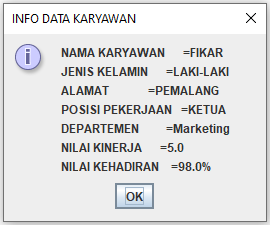 INFO DATA KARYAWAN
NAMA KARYAWAN =FIKAR
JENIS KELAMIN =LAKI-LAKI
ALAMAT =PEMALANG
POSISI PEKERJAAN =KETUA
DEPARTEMEN =Marketing
NILAI KINERJA =5.0
NILAI KEHADIRAN =98.0%
OK